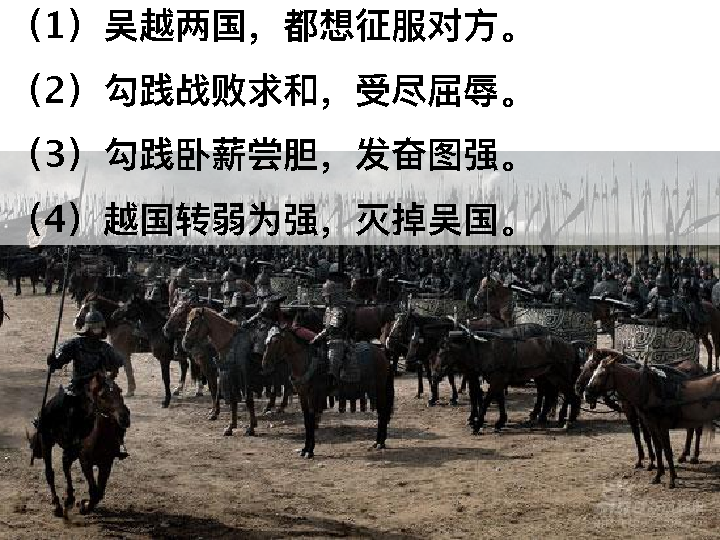 （1）吴越两国，都想征服对方。
（2）勾践战败求和，受尽屈辱。
（3）勾践卧薪尝胆，发奋图强。
（4）越国转弱为强，灭掉吴国。